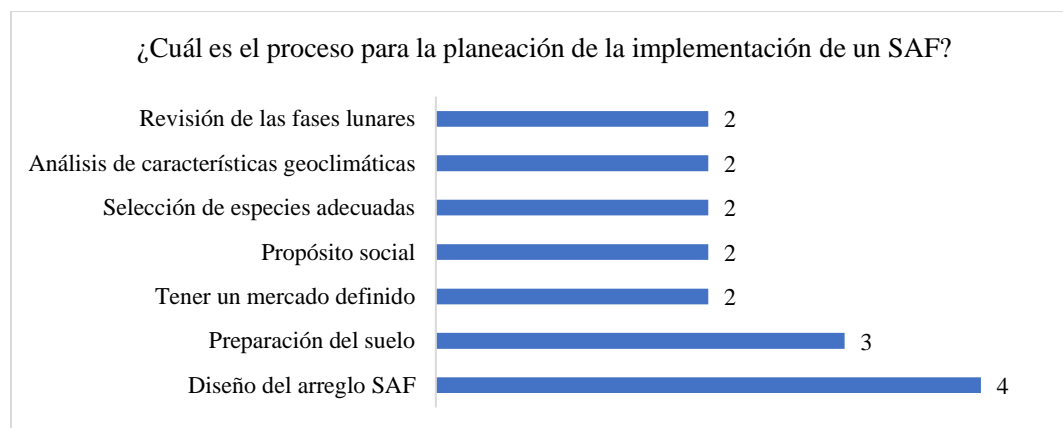 ¿Cuál es el proceso para la planeación de la implementación de un SAF?
Revisión de las fases lunares 2
Análisis de características geoclimáticas 2
Selección de especies adecuadas 2
Propósito social 2
Tener un mercado definido 2
Preparación del suelo 3
Diseño del arreglo SAF 4